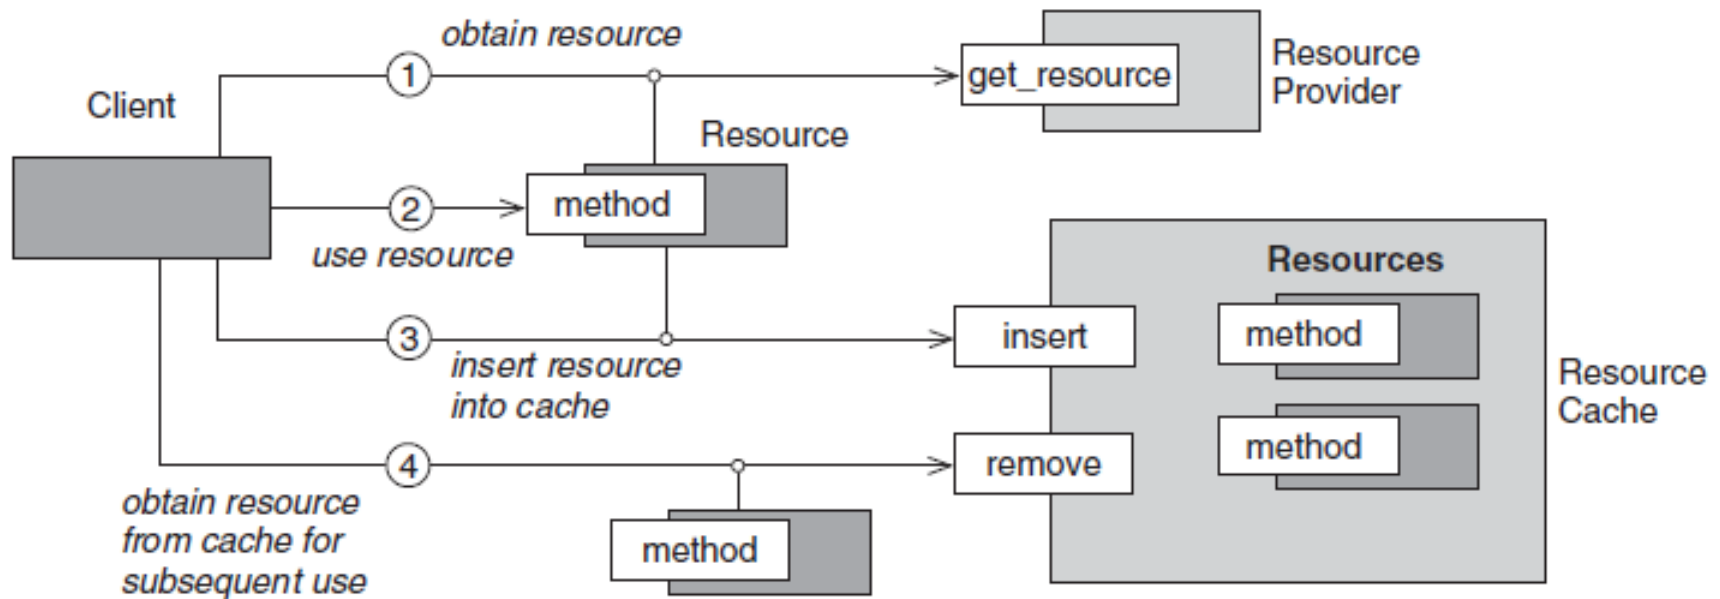 obtain resource
1
get_resource
Resource
Provider
Client
Resource
2
method
use resource
Resources
3
insert
method
insert resource
into cache
Resource
Cache
method
4
remove
obtain resource
from cache for
subsequent use
method